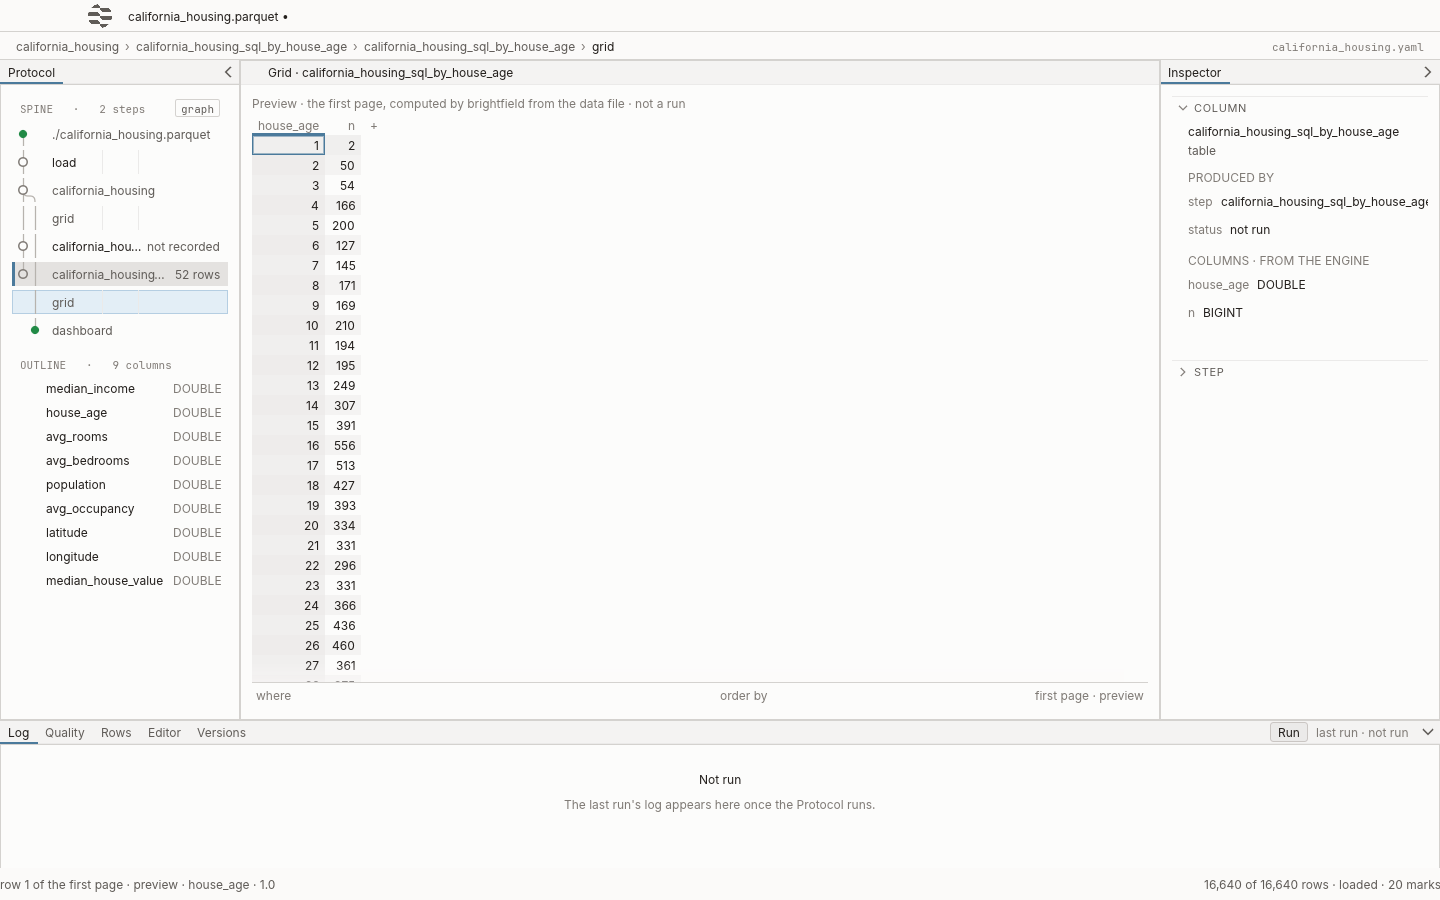 california_housing.parquet •
california_housing › california_housing_sql_by_house_age › california_housing_sql_by_house_age › grid
california_housing.yaml
Protocol
SPINE · 2 steps
graph
./california_housing.parquet
load
california_housing
grid
california_hou... not recorded
california_housing... 52 rows
grid
dashboard
OUTLINE · 9 columns
median_income DOUBLE
house_age DOUBLE
avg_rooms DOUBLE
avg_bedrooms DOUBLE
population DOUBLE
avg_occupancy DOUBLE
latitude DOUBLE
longitude DOUBLE
median_house_value DOUBLE
Grid · california_housing_sql_by_house_age
Preview · the first page, computed by brightfield from the data file · not a run
house_age n +
1 2
2 50
3 54
4 166
5 200
6 127
7 145
8 171
9 169
10 210
11 194
12 195
13 249
14 307
15 391
16 556
17 513
18 427
19 393
20 334
21 331
22 296
23 331
24 366
25 436
26 460
27 361
where order by first page · preview
Inspector
COLUMN
california_housing_sql_by_house_age
table
PRODUCED BY
step california_housing_sql_by_house_age
status not run
COLUMNS · FROM THE ENGINE
house_age DOUBLE
n BIGINT
STEP
Log Quality Rows Editor Versions
Run last run · not run
Not run
The last run's log appears here once the Protocol runs.
row 1 of the first page · preview · house_age · 1.0
16,640 of 16,640 rows · loaded · 20 marks